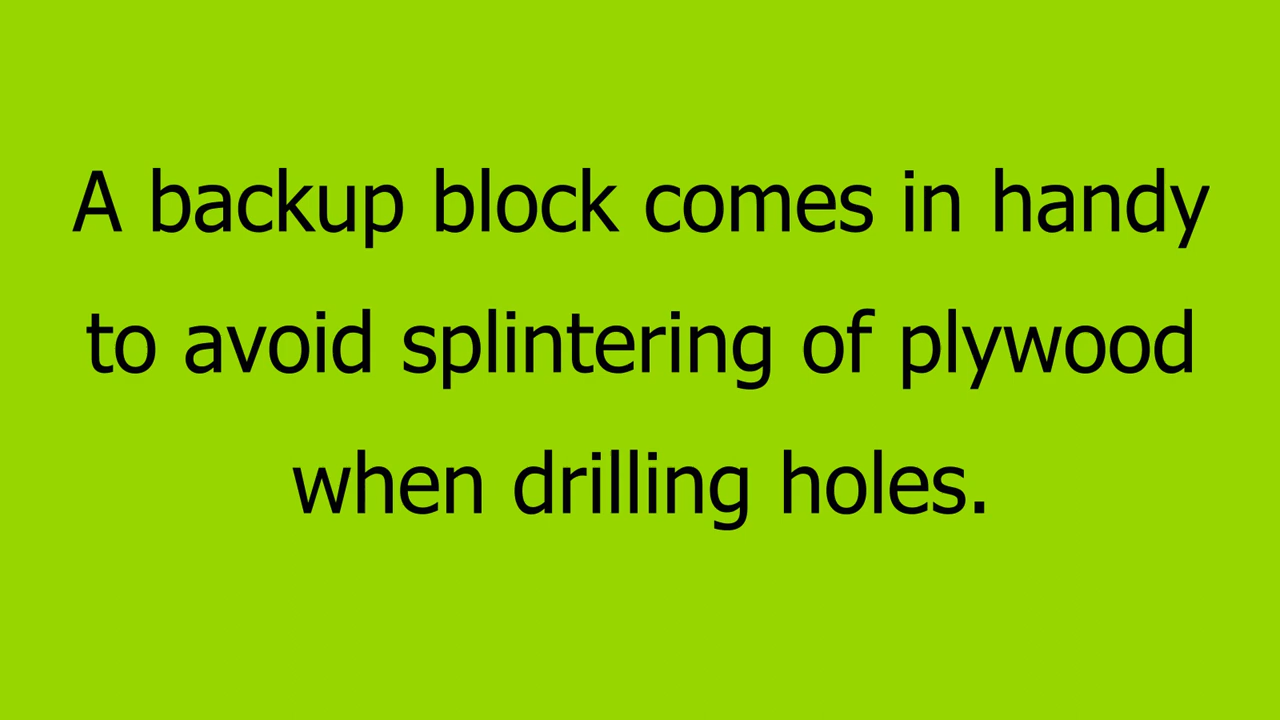 A backup block comes in handy
to avoid splintering of plywood
when drilling holes.